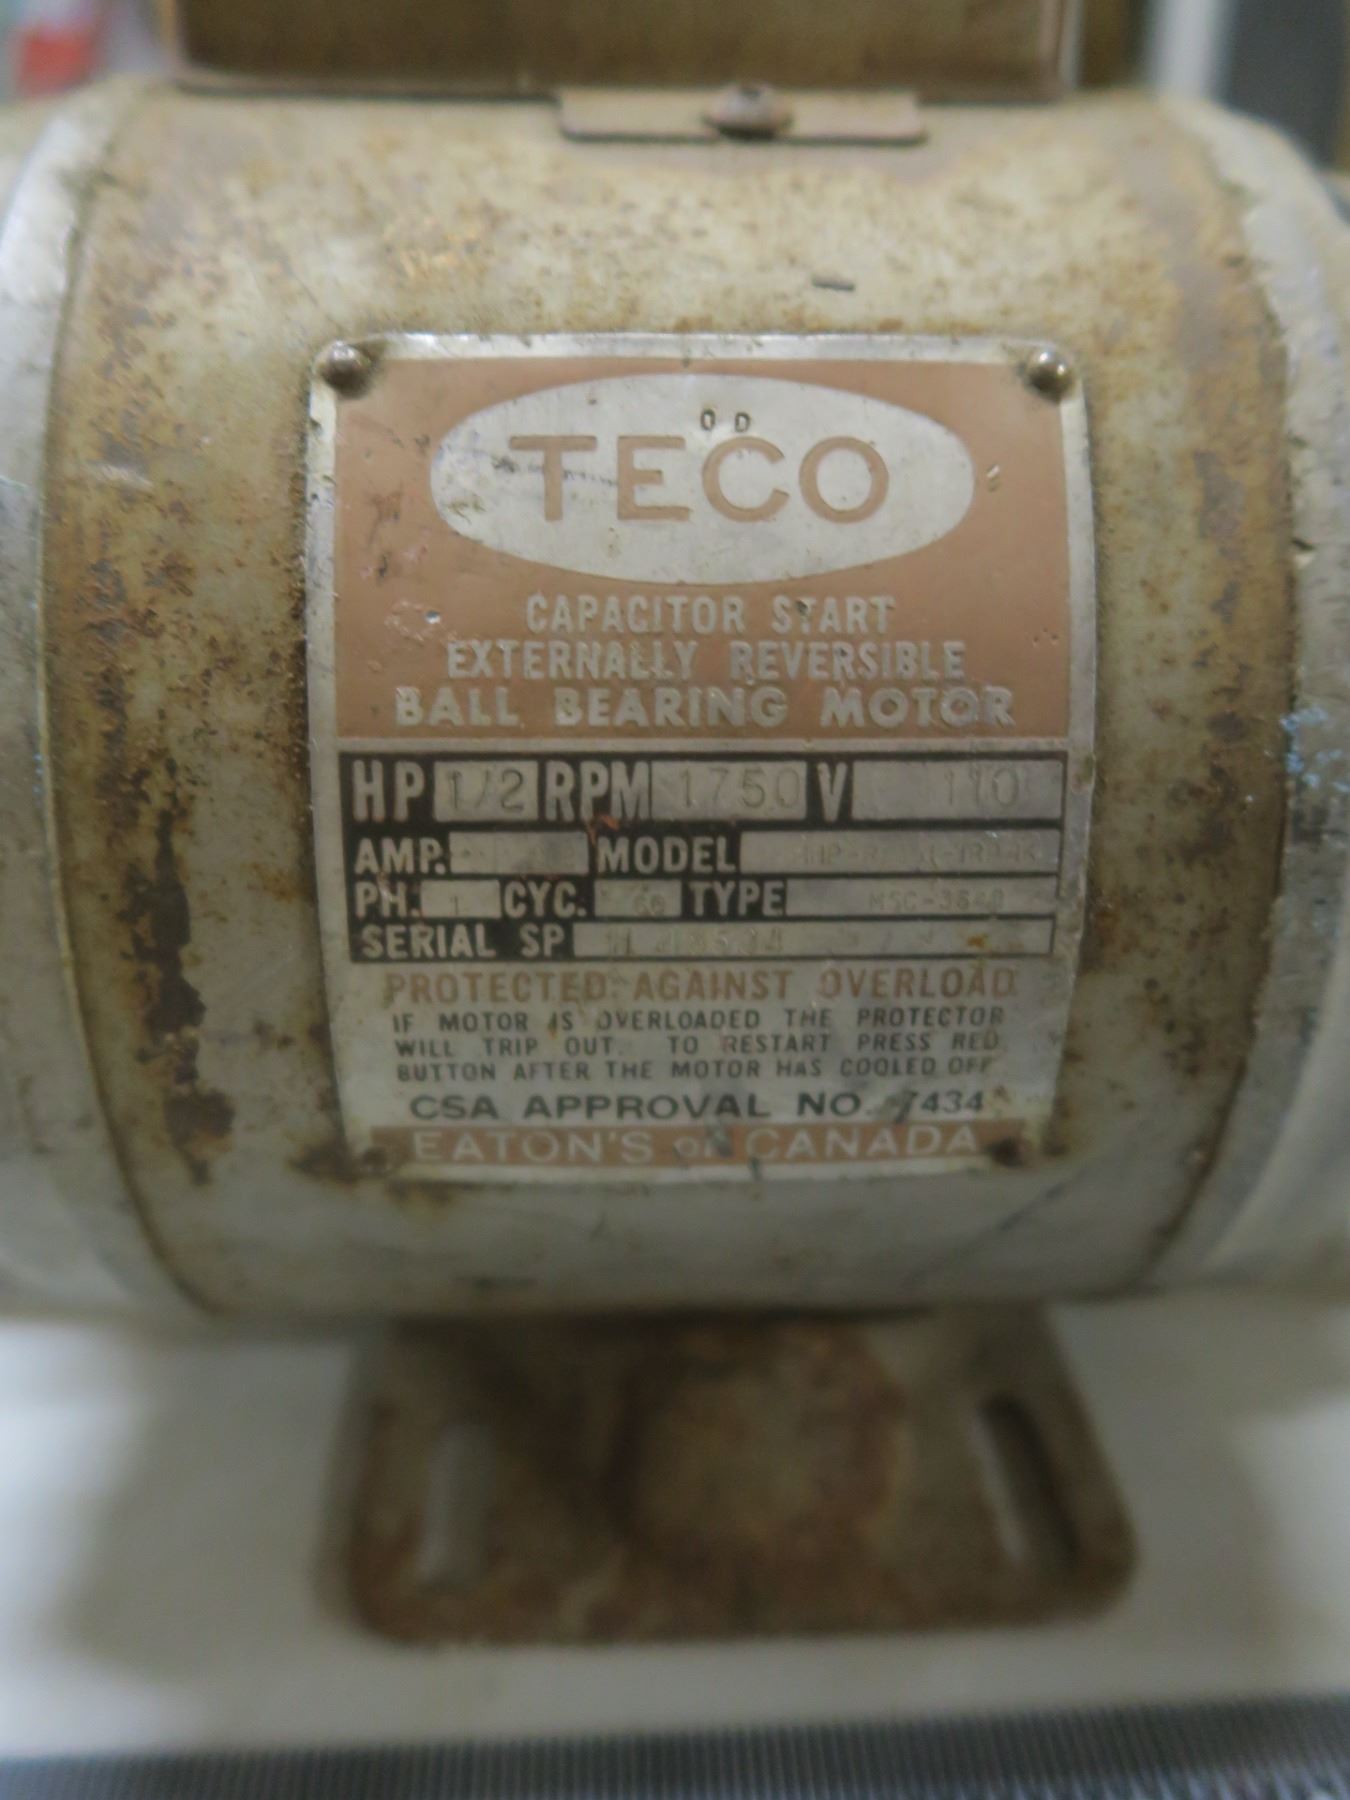 OD
TECO
CAPACITOR START
EXTERNALLY REVERSIBLE
BALL BEARING MOTOR
HP 1/2 RPM 1750 V 110
AMP. MODEL
PH. 1 CYC. 60 TYPE
SERIAL SP
PROTECTED AGAINST OVERLOAD
IF MOTOR IS OVERLOADED THE PROTECTOR
WILL TRIP OUT. TO RESTART PRESS RED
BUTTON AFTER THE MOTOR HAS COOLED OFF
CSA APPROVAL NO. 7434
EATON'S OF CANADA